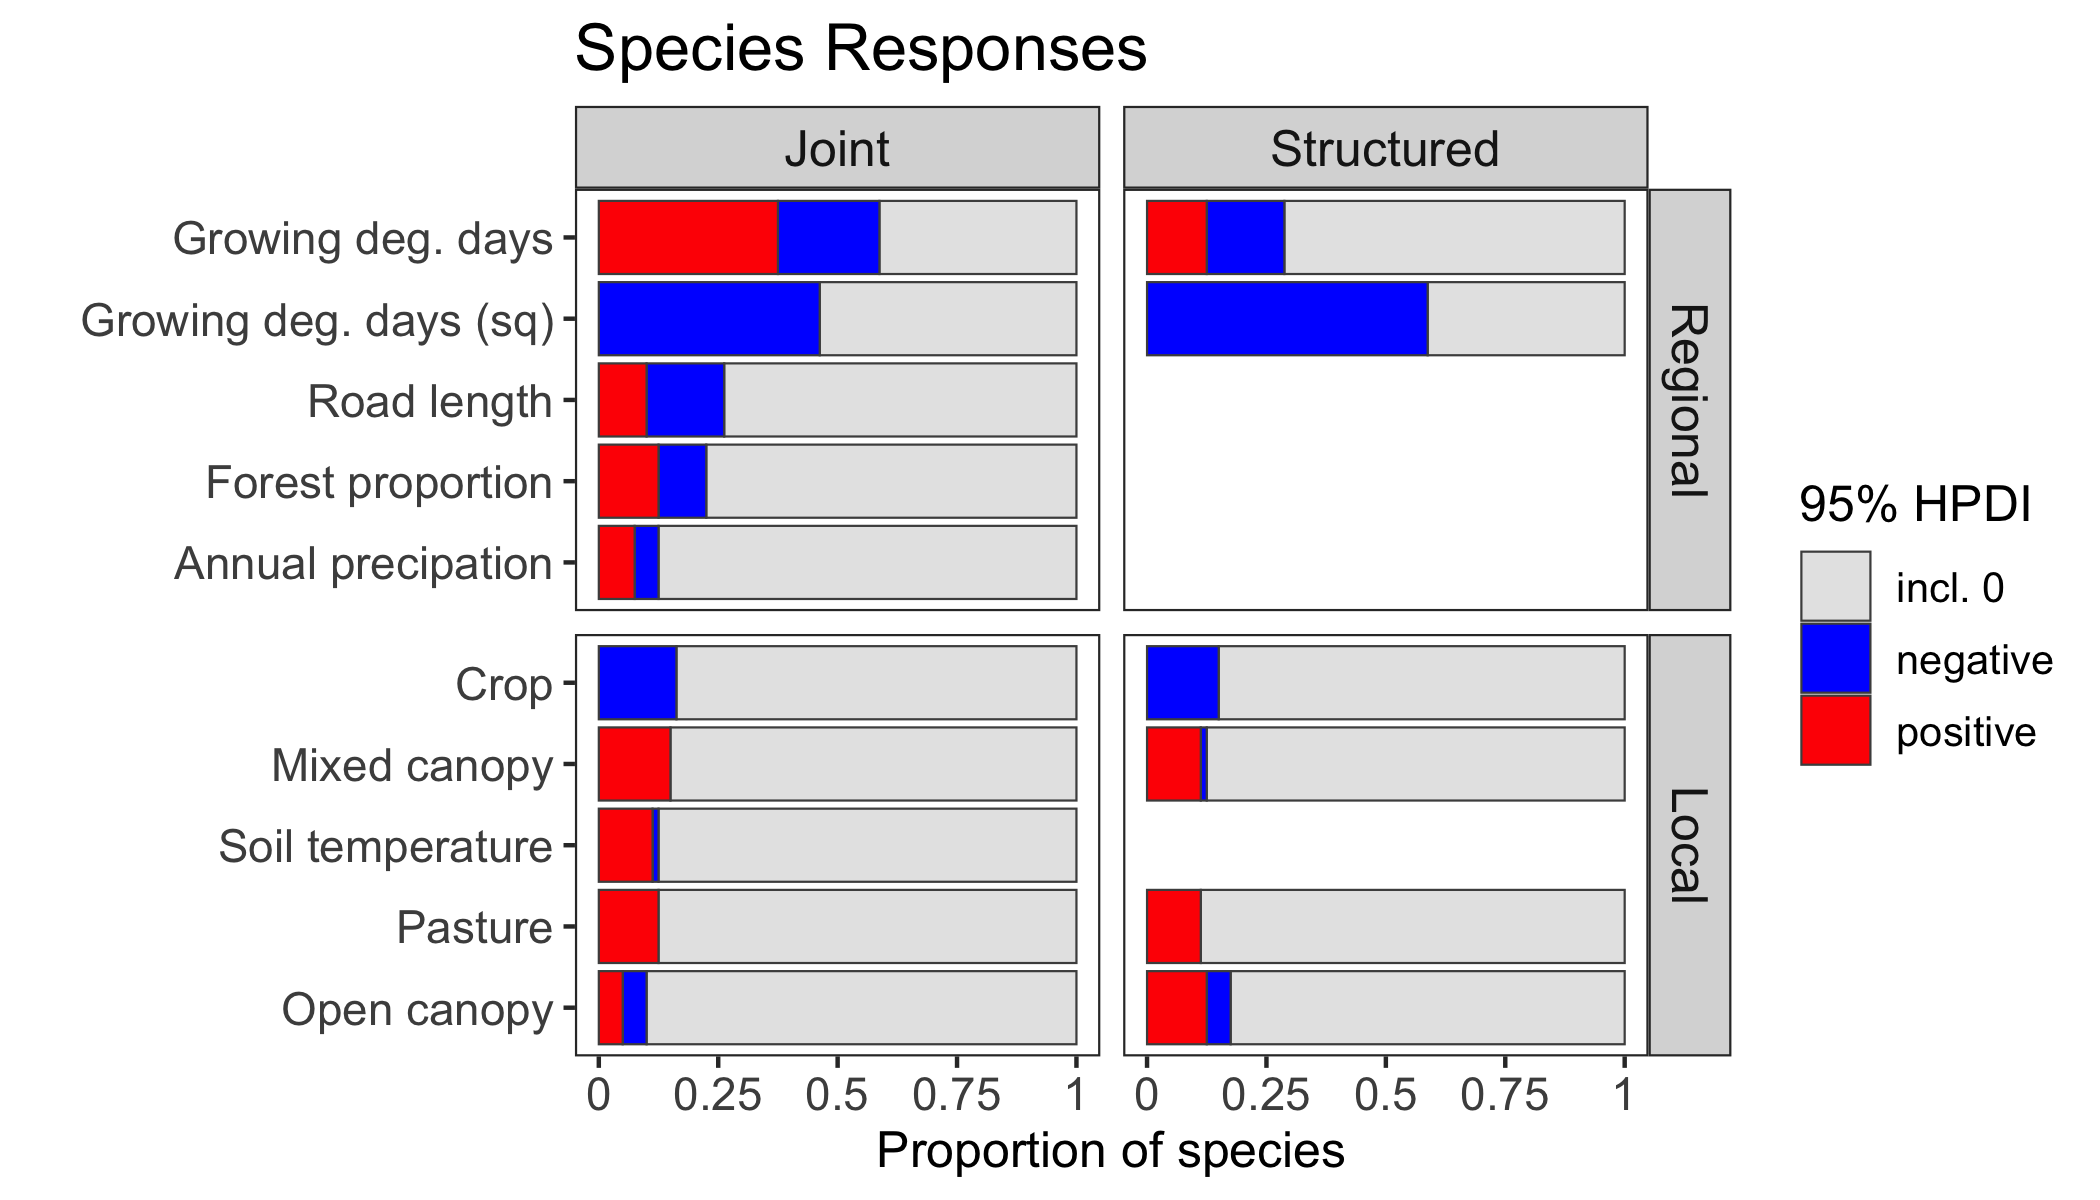 Species Responses
Joint
Structured
Growing deg. days
Growing deg. days (sq)
Road length
Forest proportion
Annual precipation
Regional
Crop
Mixed canopy
Soil temperature
Pasture
Open canopy
Local
0 0.25 0.5 0.75 1
0 0.25 0.5 0.75 1
Proportion of species
95% HPDI
incl. 0
negative
positive